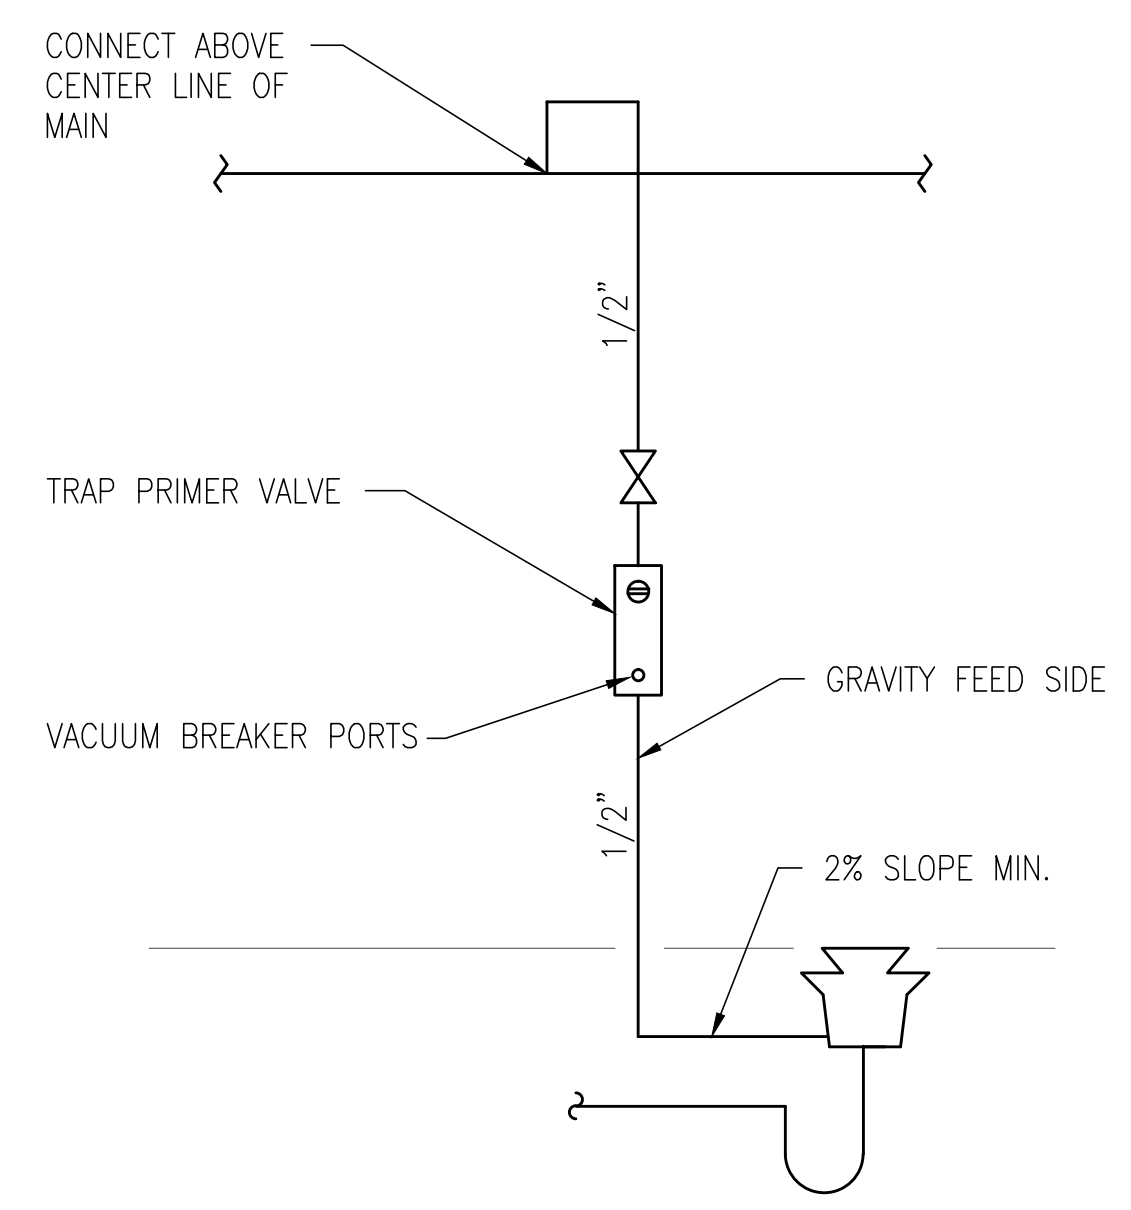 CONNECT ABOVE
CENTER LINE OF
MAIN
1/2"
TRAP PRIMER VALVE
GRAVITY FEED SIDE
VACUUM BREAKER PORTS
1/2"
2% SLOPE MIN.